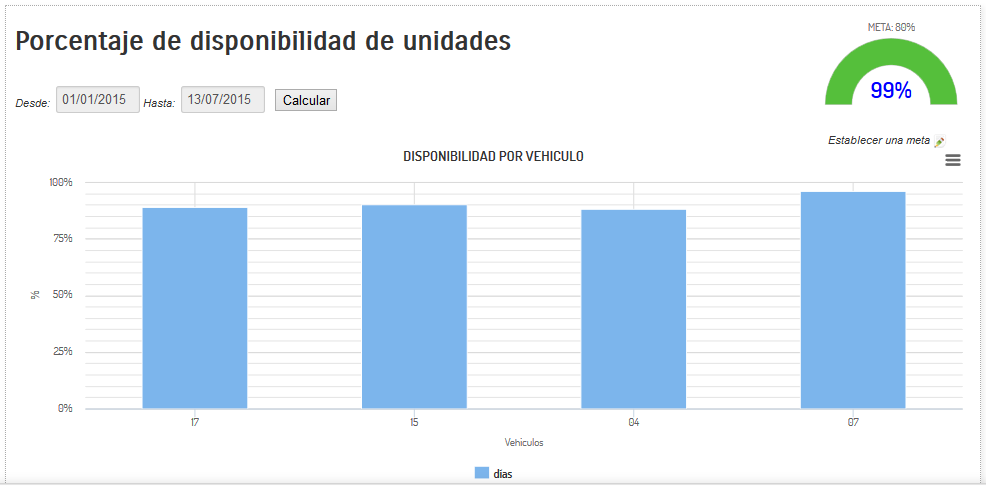 Porcentaje de disponibilidad de unidades
META: 80%
99%
Desde: 01/01/2015 Hasta: 13/07/2015 Calcular
Establecer una meta
DISPONIBILIDAD POR VEHICULO
100%
75%
50%
25%
0%
%
17 15 04 07
Vehiculos
días